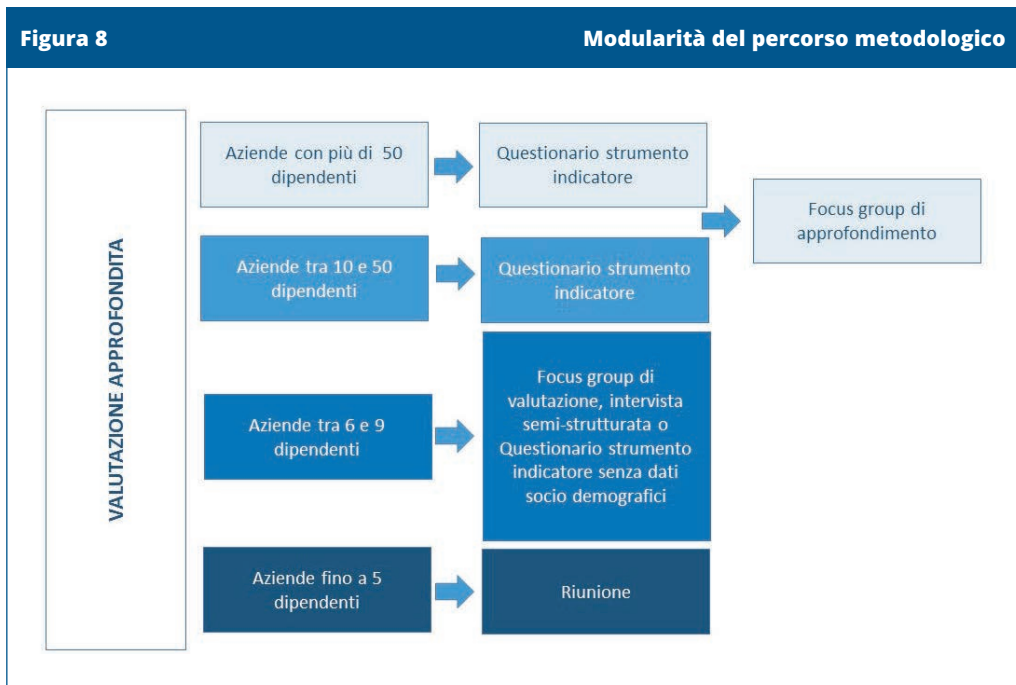 Figura 8
Modularità del percorso metodologico
VALUTAZIONE APPROFONDITA
Aziende con più di 50
dipendenti
Questionario strumento
indicatore
Focus group di
approfondimento
Aziende tra 10 e 50
dipendenti
Questionario strumento
indicatore
Aziende tra 6 e 9
dipendenti
Focus group di
valutazione, intervista
semi-strutturata o
Questionario strumento
indicatore senza dati
socio demografici
Aziende fino a 5
dipendenti
Riunione